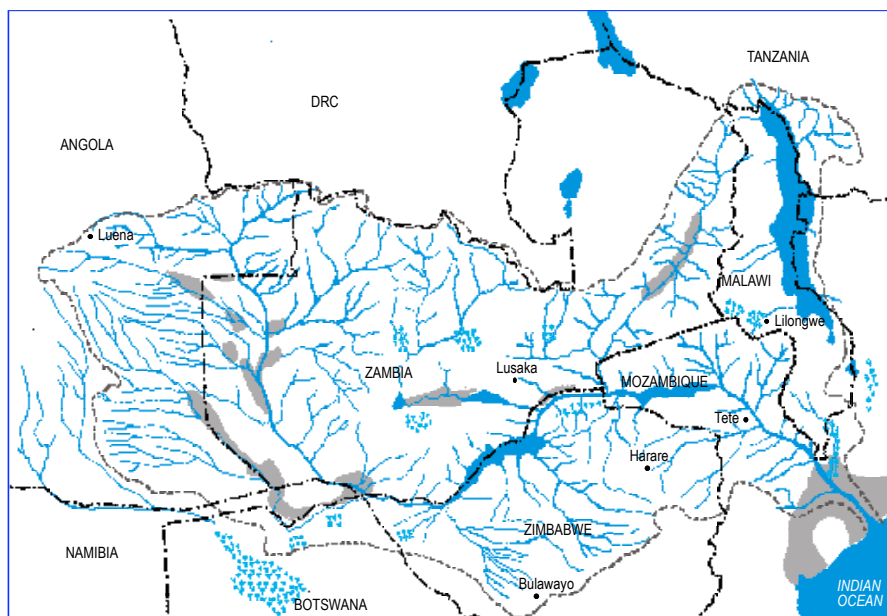 TANZANIA
DRC
ANGOLA
Luena
MALAWI
Lilongwe
Lusaka
ZAMBIA
MOZAMBIQUE
Tete
Harare
ZIMBABWE
NAMIBIA
Bulawayo
INDIAN
OCEAN
BOTSWANA